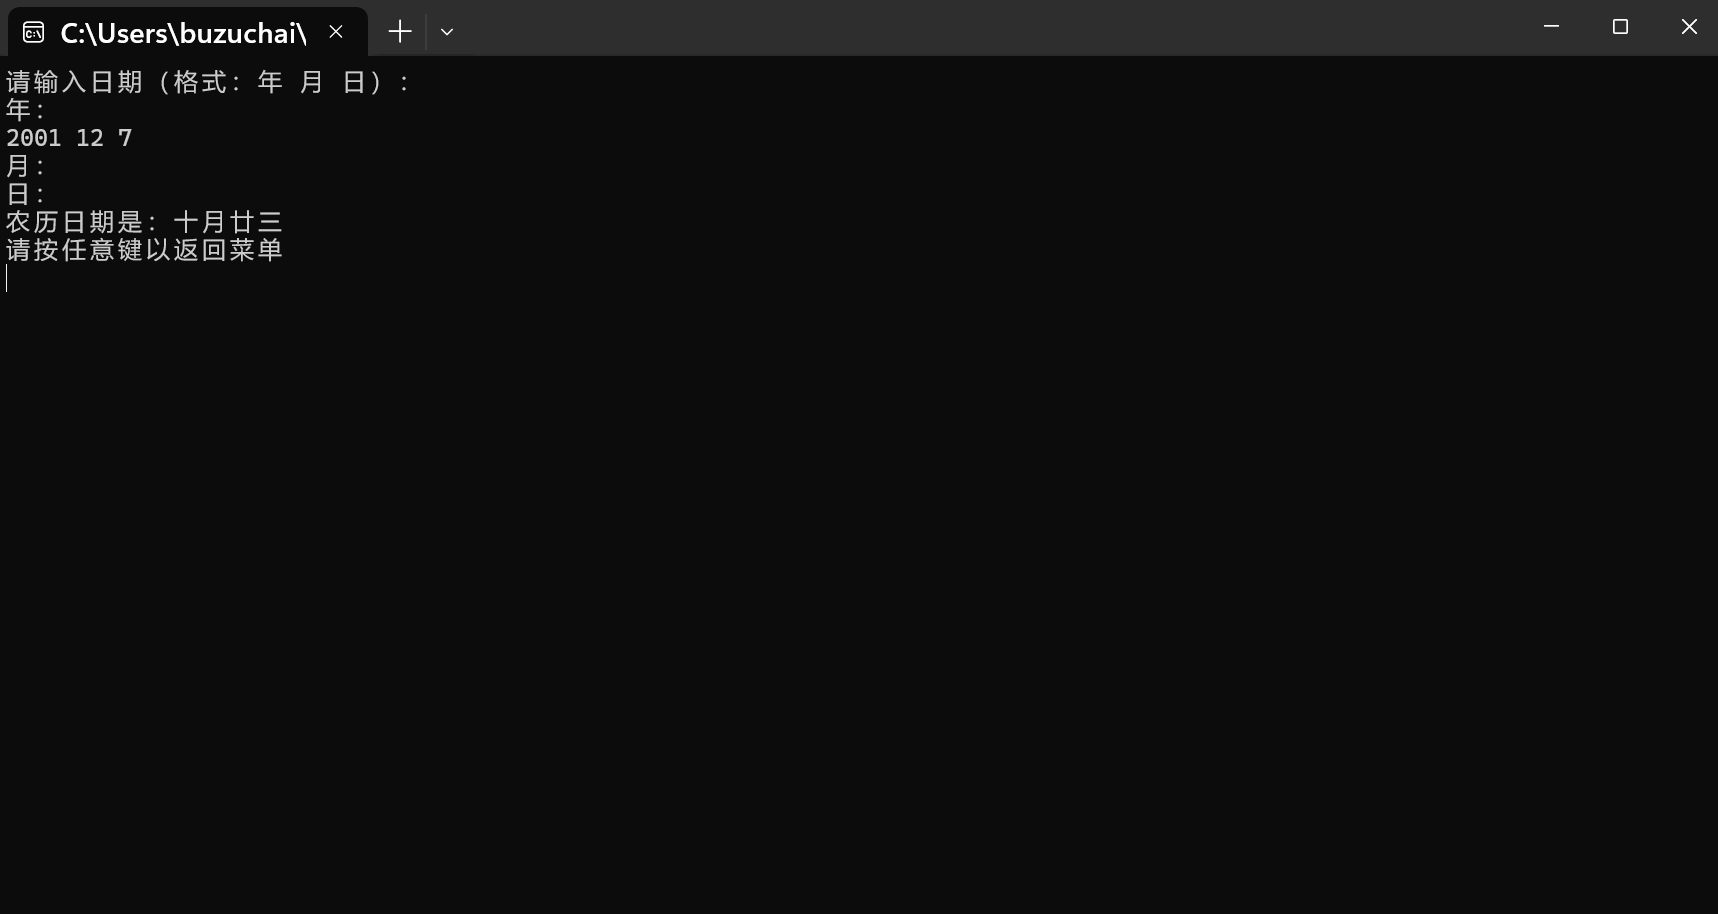 C:\Users\buzuchai\
请输入日期（格式：年 月 日）：
年：
2001 12 7
月：
日：
农历日期是：十月廿三
请按任意键以返回菜单